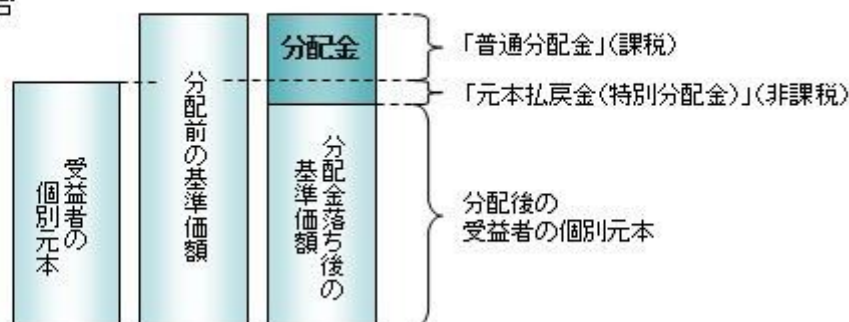 分配金
「普通分配金」(課税)
「元本払戻金(特別分配金)」(非課税)
受益者の
個別元本
分配前の基準価額
分配金落ち後の
基準価額
分配後の
受益者の個別元本